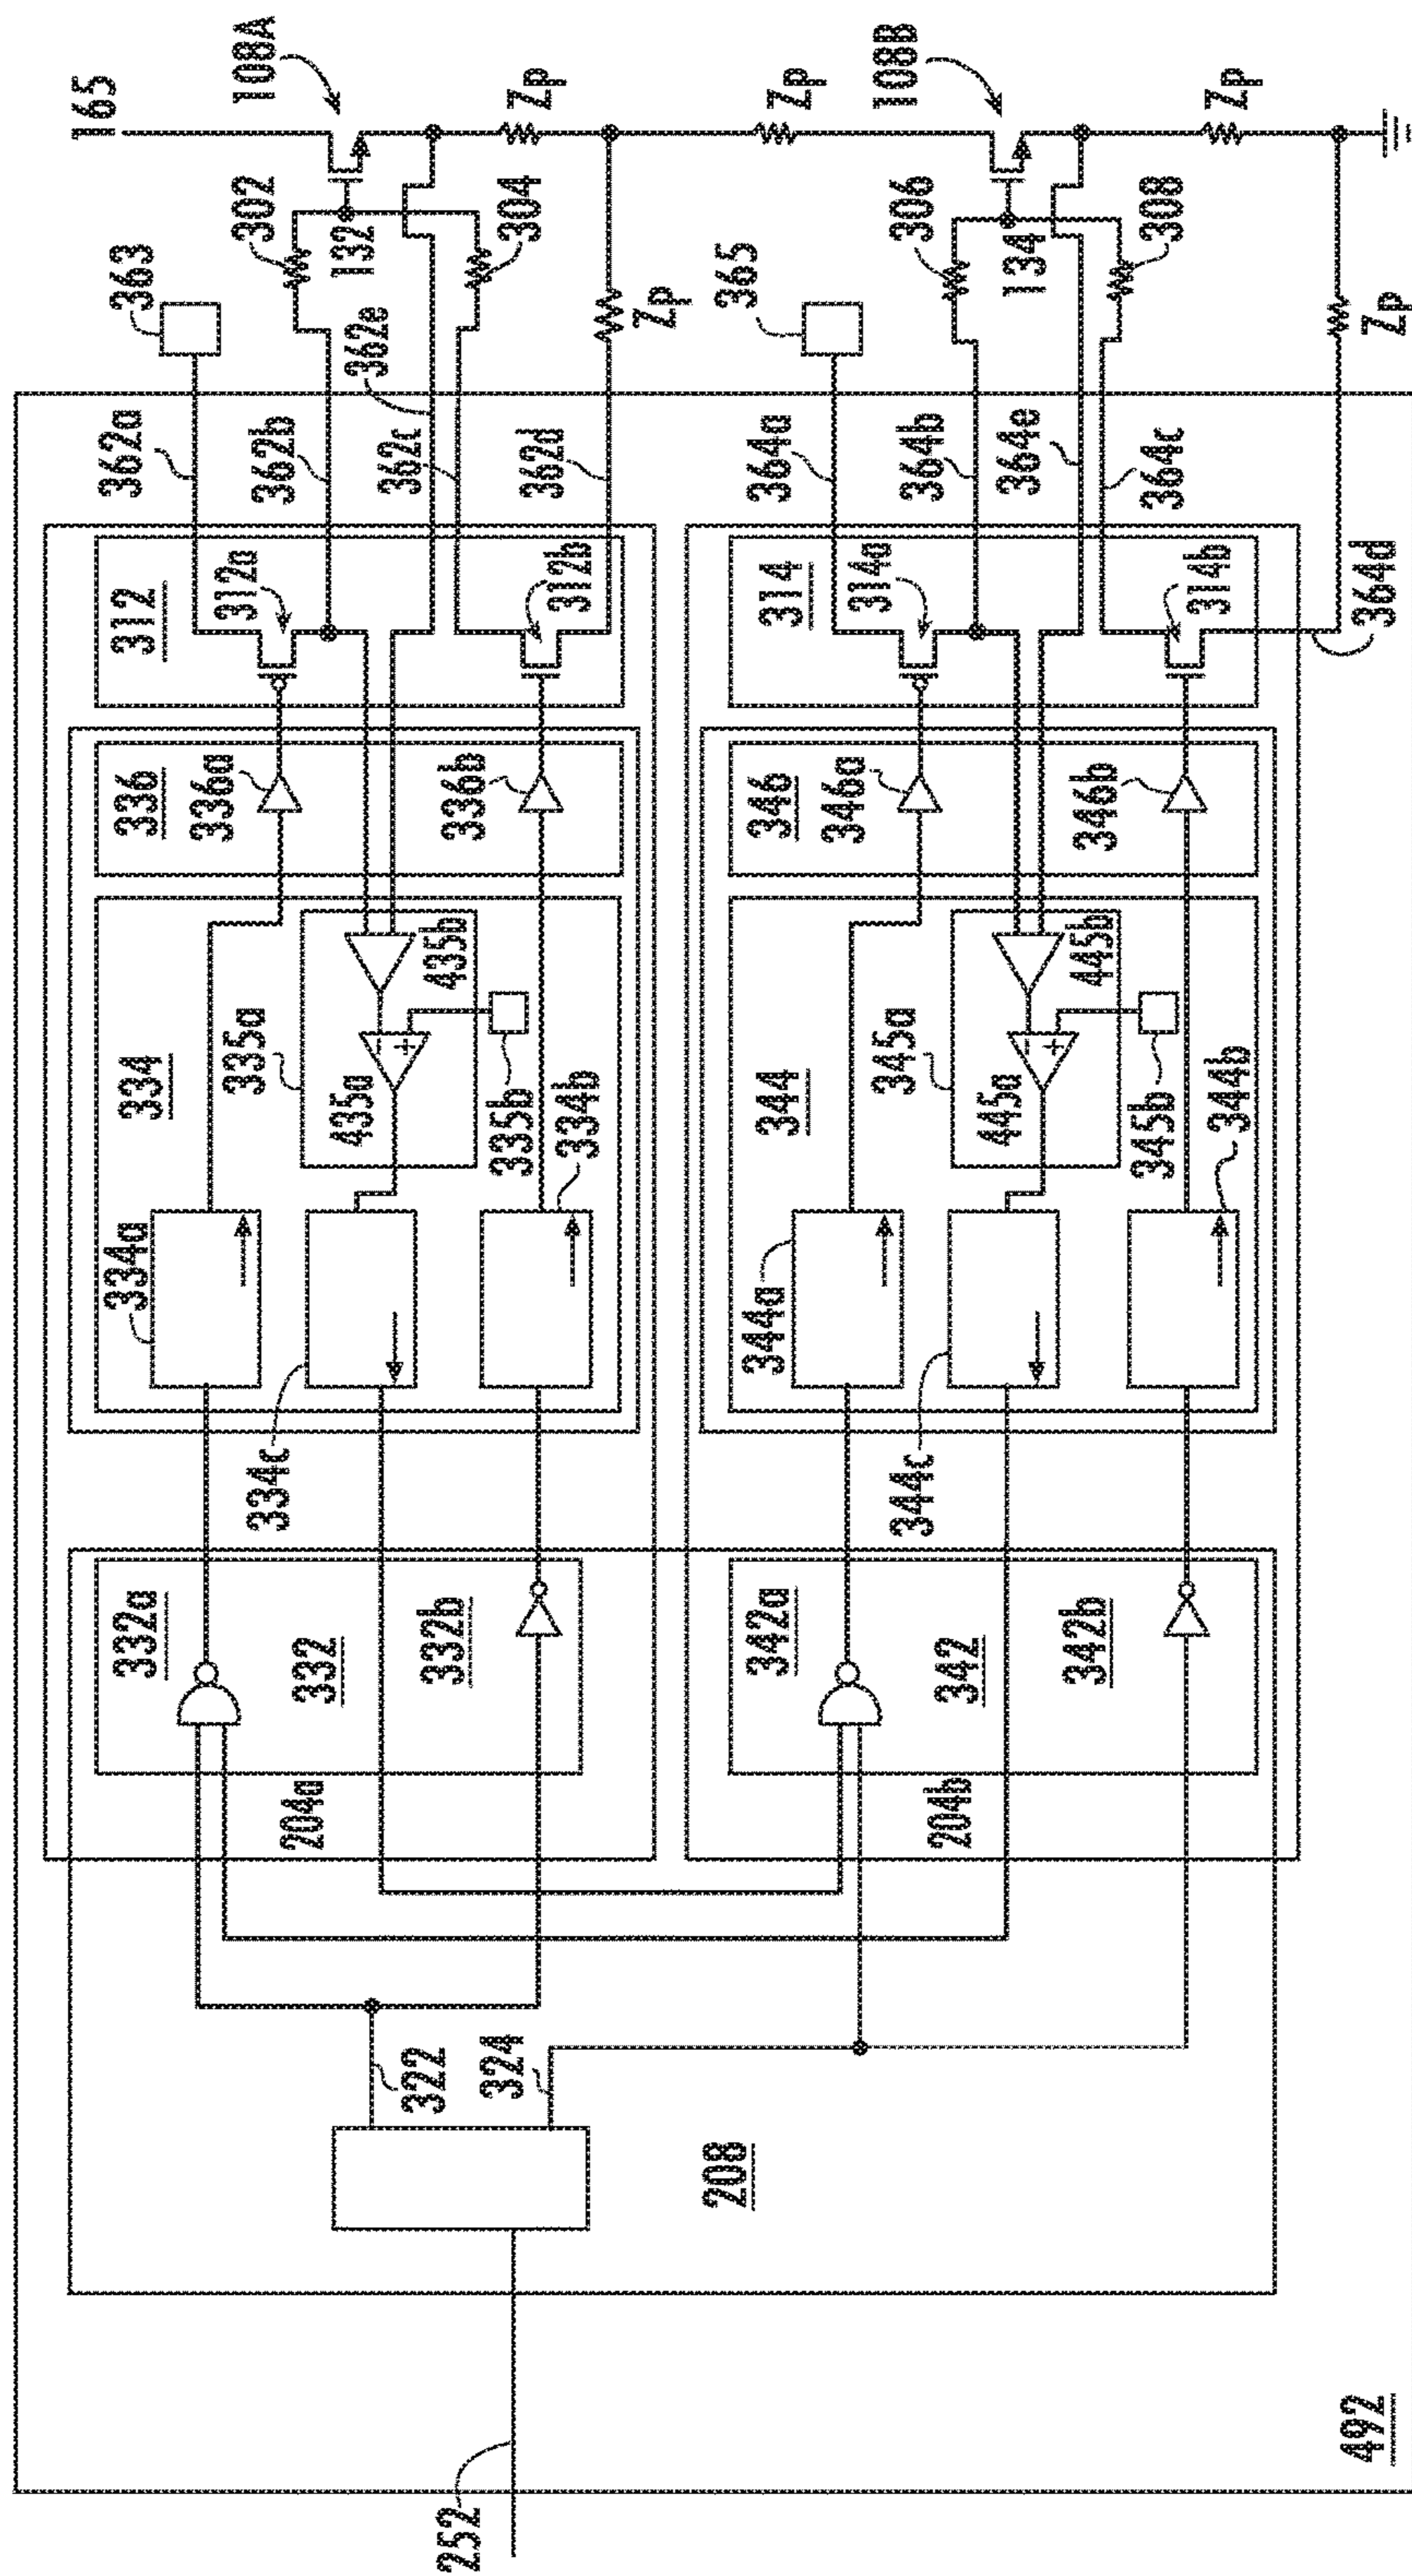 165
108A
Zp
Zp
108B
Zp
363
302
132
304
Zp
365
306
134
308
Zp
362a
362b
362e
362c
362d
364a
364b
364e
364c
364d
312
312a
312b
314
314a
314b
336
336a
336b
346
346a
346b
334
334a
335a
435b
− +
435a
335b
334b
334c
344
344a
345a
445b
− +
445a
345b
344b
344c
332a
332
332b
342a
342
342b
204a
204b
322
324
208
252
492